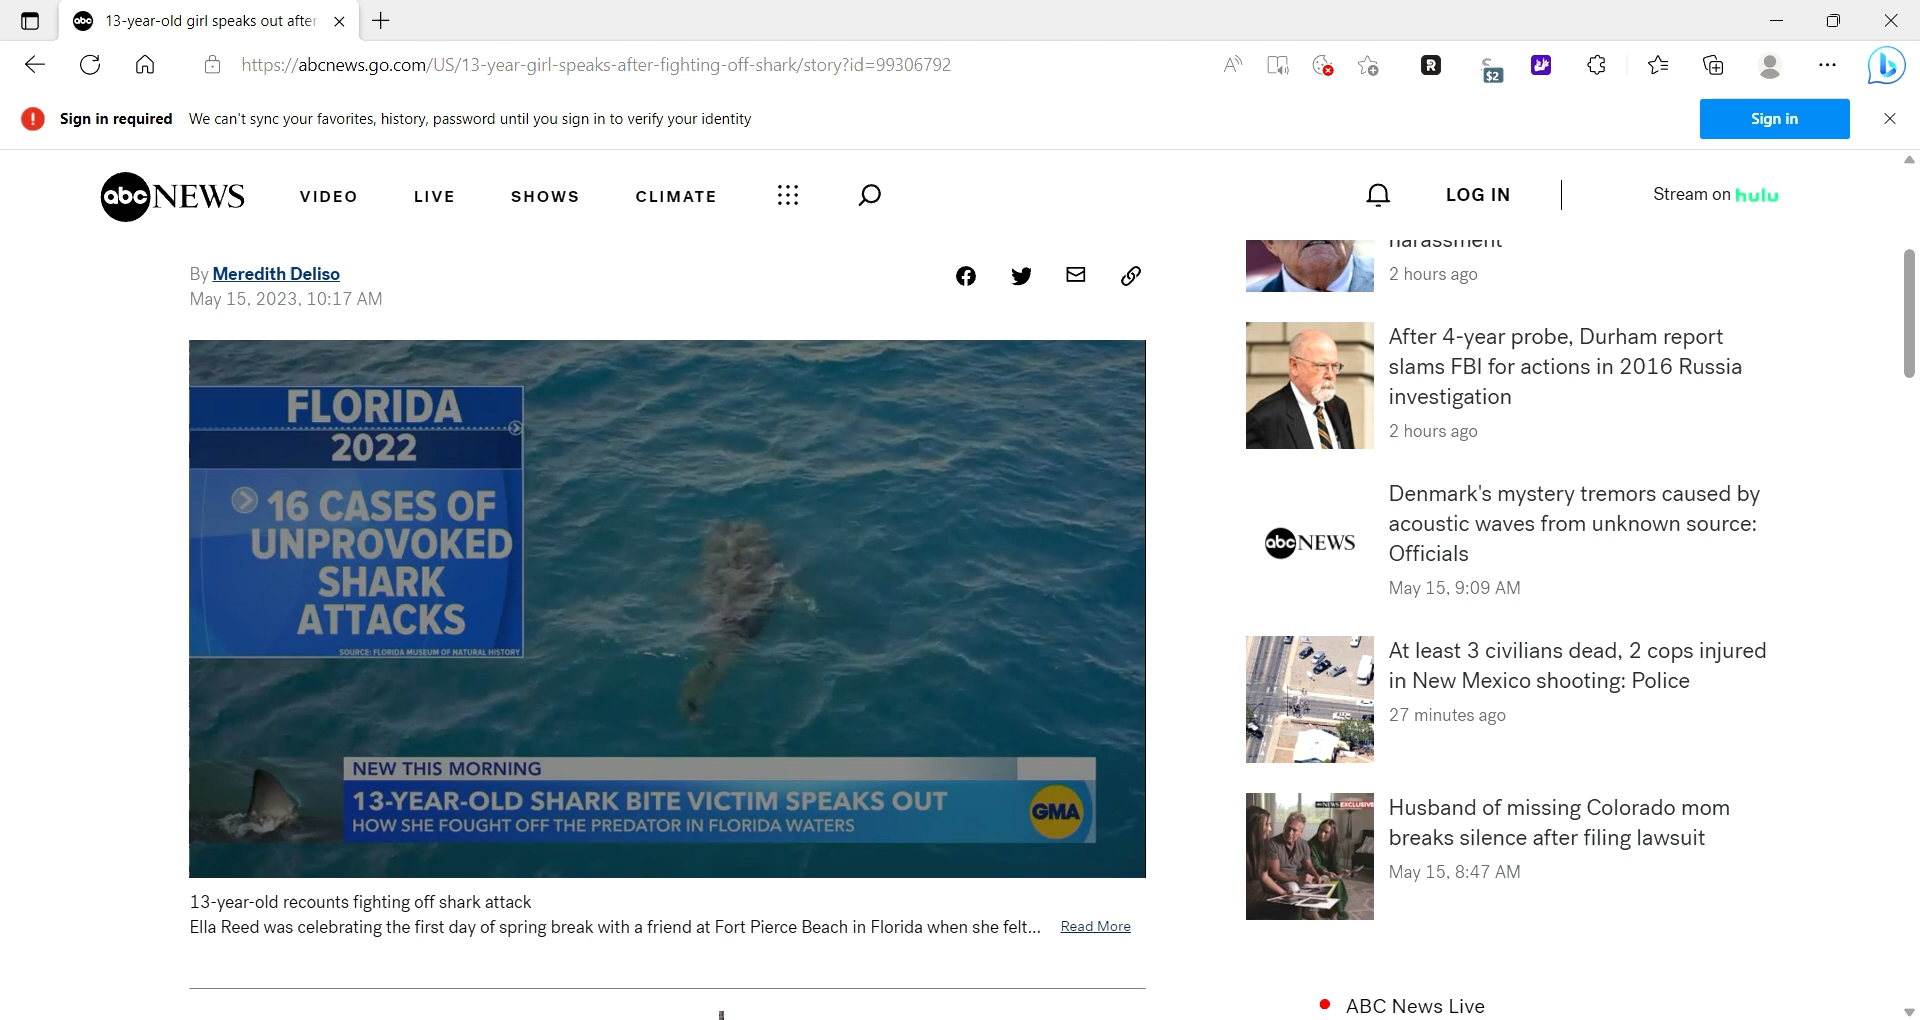 13-year-old girl speaks out after
https://abcnews.go.com/US/13-year-girl-speaks-after-fighting-off-shark/story?id=99306792
$2
Sign in required We can't sync your favorites, history, password until you sign in to verify your identity
Sign in
abc NEWS
VIDEO
LIVE
SHOWS
CLIMATE
LOG IN
Stream on hulu
By Meredith Deliso
May 15, 2023, 10:17 AM
FLORIDA
2022
16 CASES OF
UNPROVOKED
SHARK
ATTACKS
SOURCE: FLORIDA MUSEUM OF NATURAL HISTORY
NEW THIS MORNING
13-YEAR-OLD SHARK BITE VICTIM SPEAKS OUT
HOW SHE FOUGHT OFF THE PREDATOR IN FLORIDA WATERS
GMA
13-year-old recounts fighting off shark attack
Ella Reed was celebrating the first day of spring break with a friend at Fort Pierce Beach in Florida when she felt... Read More
harassment
2 hours ago
After 4-year probe, Durham report
slams FBI for actions in 2016 Russia
investigation
2 hours ago
abc NEWS
Denmark's mystery tremors caused by
acoustic waves from unknown source:
Officials
May 15, 9:09 AM
At least 3 civilians dead, 2 cops injured
in New Mexico shooting: Police
27 minutes ago
Husband of missing Colorado mom
breaks silence after filing lawsuit
May 15, 8:47 AM
ABC News Live